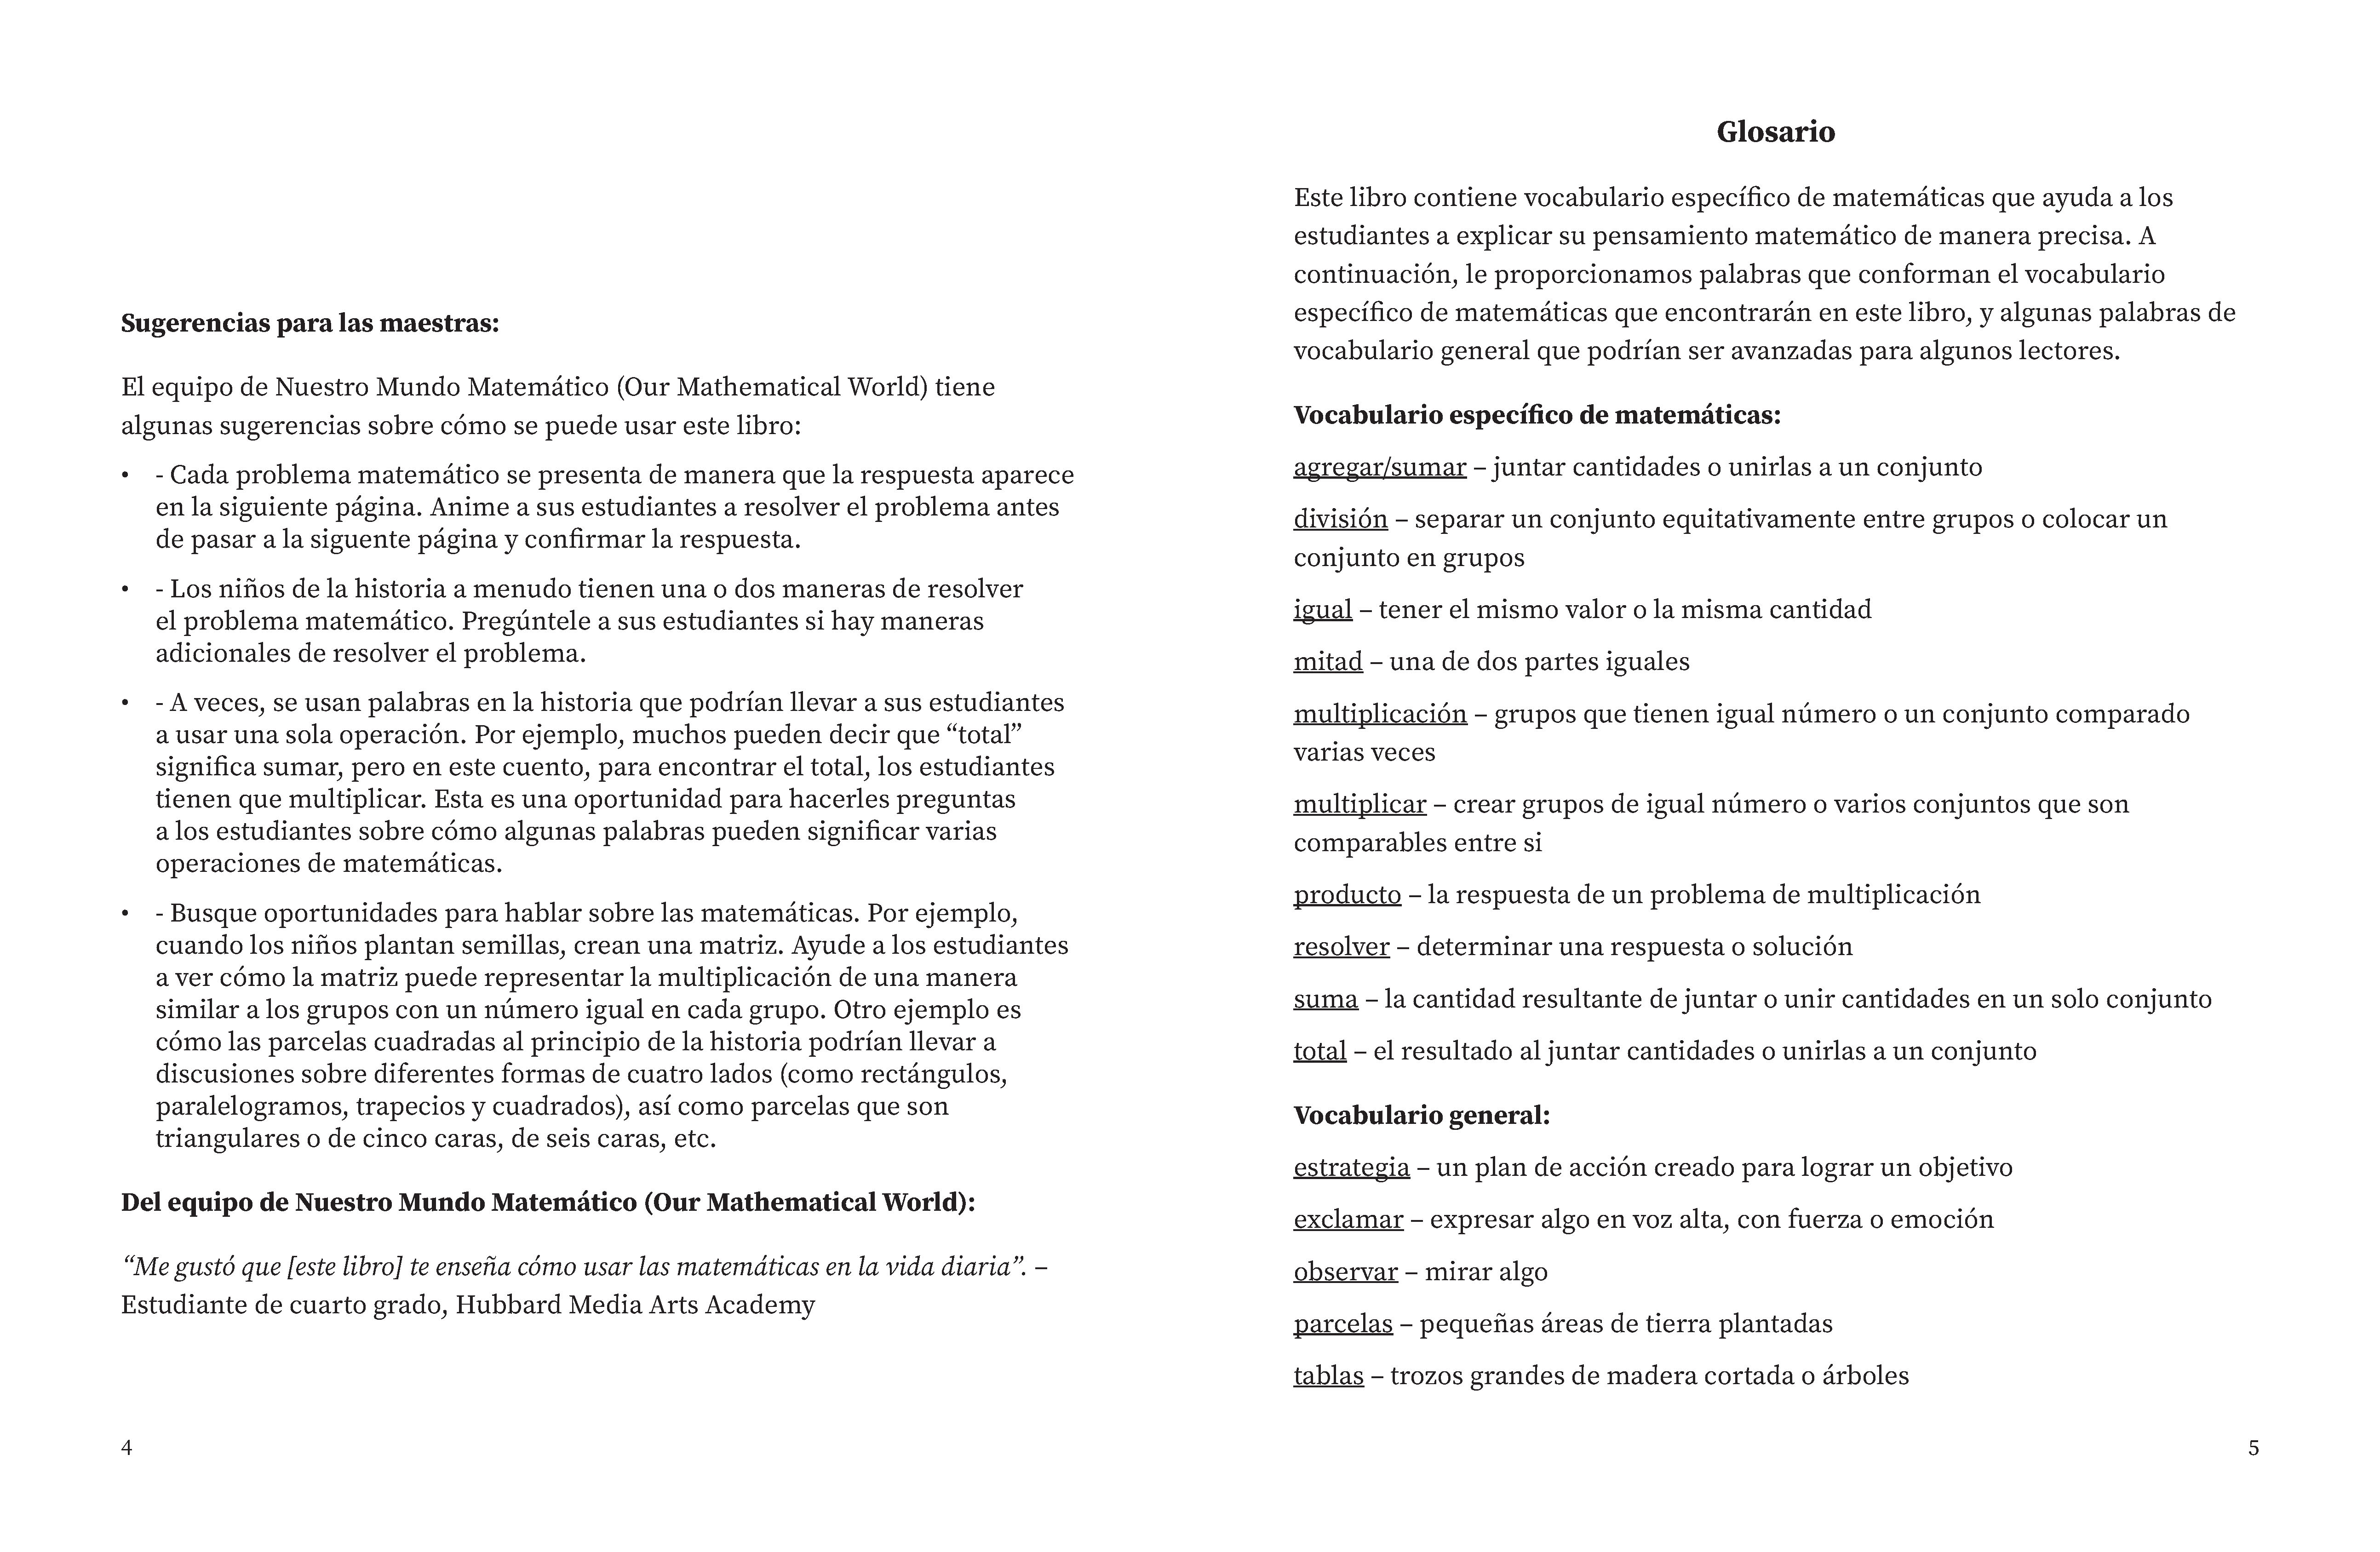 Sugerencias para las maestras:
El equipo de Nuestro Mundo Matemático (Our Mathematical World) tiene
algunas sugerencias sobre cómo se puede usar este libro:
• - Cada problema matemático se presenta de manera que la respuesta aparece
en la siguiente página. Anime a sus estudiantes a resolver el problema antes
de pasar a la siguente página y confirmar la respuesta.
• - Los niños de la historia a menudo tienen una o dos maneras de resolver
el problema matemático. Pregúntele a sus estudiantes si hay maneras
adicionales de resolver el problema.
• - A veces, se usan palabras en la historia que podrían llevar a sus estudiantes
a usar una sola operación. Por ejemplo, muchos pueden decir que “total”
significa sumar, pero en este cuento, para encontrar el total, los estudiantes
tienen que multiplicar. Esta es una oportunidad para hacerles preguntas
a los estudiantes sobre cómo algunas palabras pueden significar varias
operaciones de matemáticas.
• - Busque oportunidades para hablar sobre las matemáticas. Por ejemplo,
cuando los niños plantan semillas, crean una matriz. Ayude a los estudiantes
a ver cómo la matriz puede representar la multiplicación de una manera
similar a los grupos con un número igual en cada grupo. Otro ejemplo es
cómo las parcelas cuadradas al principio de la historia podrían llevar a
discusiones sobre diferentes formas de cuatro lados (como rectángulos,
paralelogramos, trapecios y cuadrados), así como parcelas que son
triangulares o de cinco caras, de seis caras, etc.
Del equipo de Nuestro Mundo Matemático (Our Mathematical World):
“Me gustó que [este libro] te enseña cómo usar las matemáticas en la vida diaria”. –
Estudiante de cuarto grado, Hubbard Media Arts Academy
4
Glosario
Este libro contiene vocabulario específico de matemáticas que ayuda a los
estudiantes a explicar su pensamiento matemático de manera precisa. A
continuación, le proporcionamos palabras que conforman el vocabulario
específico de matemáticas que encontrarán en este libro, y algunas palabras de
vocabulario general que podrían ser avanzadas para algunos lectores.
Vocabulario específico de matemáticas:
agregar/sumar – juntar cantidades o unirlas a un conjunto
división – separar un conjunto equitativamente entre grupos o colocar un
conjunto en grupos
igual – tener el mismo valor o la misma cantidad
mitad – una de dos partes iguales
multiplicación – grupos que tienen igual número o un conjunto comparado
varias veces
multiplicar – crear grupos de igual número o varios conjuntos que son
comparables entre si
producto – la respuesta de un problema de multiplicación
resolver – determinar una respuesta o solución
suma – la cantidad resultante de juntar o unir cantidades en un solo conjunto
total – el resultado al juntar cantidades o unirlas a un conjunto
Vocabulario general:
estrategia – un plan de acción creado para lograr un objetivo
exclamar – expresar algo en voz alta, con fuerza o emoción
observar – mirar algo
parcelas – pequeñas áreas de tierra plantadas
tablas – trozos grandes de madera cortada o árboles
5